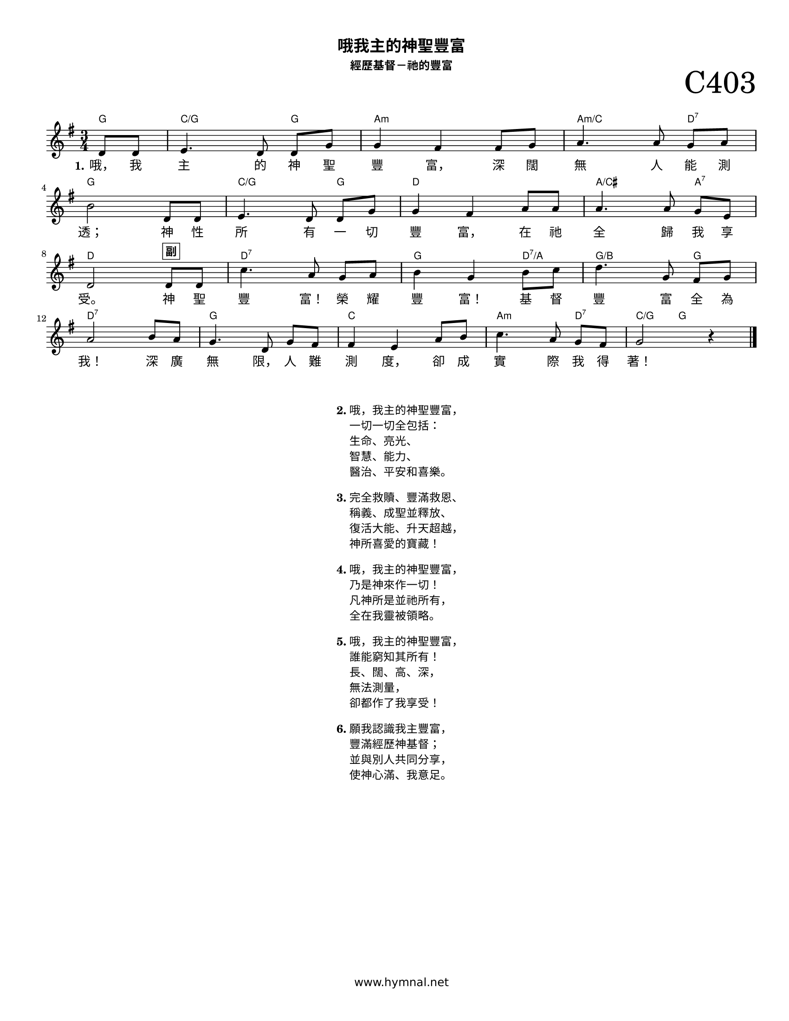 哦我主的神聖豐富
經歷基督－祂的豐富
C403
G C/G G Am Am/C D7
3 4
1. 哦， 我 主 的 神 聖 豐 富， 深 闊 無 人 能 測
4 G C/G G D A/C♯ A7
透； 神 性 所 有 一 切 豐 富， 在 祂 全 歸 我 享
8 D 副 D7 G D7/A G/B G
受。 神 聖 豐 富！ 榮 耀 豐 富！ 基 督 豐 富 全 為
12 D7 G C Am D7 C/G G
我！ 深 廣 無 限， 人 難 測 度， 卻 成 實 際 我 得 著！
2. 哦，我主的神聖豐富，
一切一切全包括：
生命、亮光、
智慧、能力、
醫治、平安和喜樂。
3. 完全救贖、豐滿救恩、
稱義、成聖並釋放、
復活大能、升天超越，
神所喜愛的寶藏！
4. 哦，我主的神聖豐富，
乃是神來作一切！
凡神所是並祂所有，
全在我靈被領略。
5. 哦，我主的神聖豐富，
誰能窮知其所有！
長、闊、高、深，
無法測量，
卻都作了我享受！
6. 願我認識我主豐富，
豐滿經歷神基督；
並與別人共同分享，
使神心滿、我意足。
www.hymnal.net